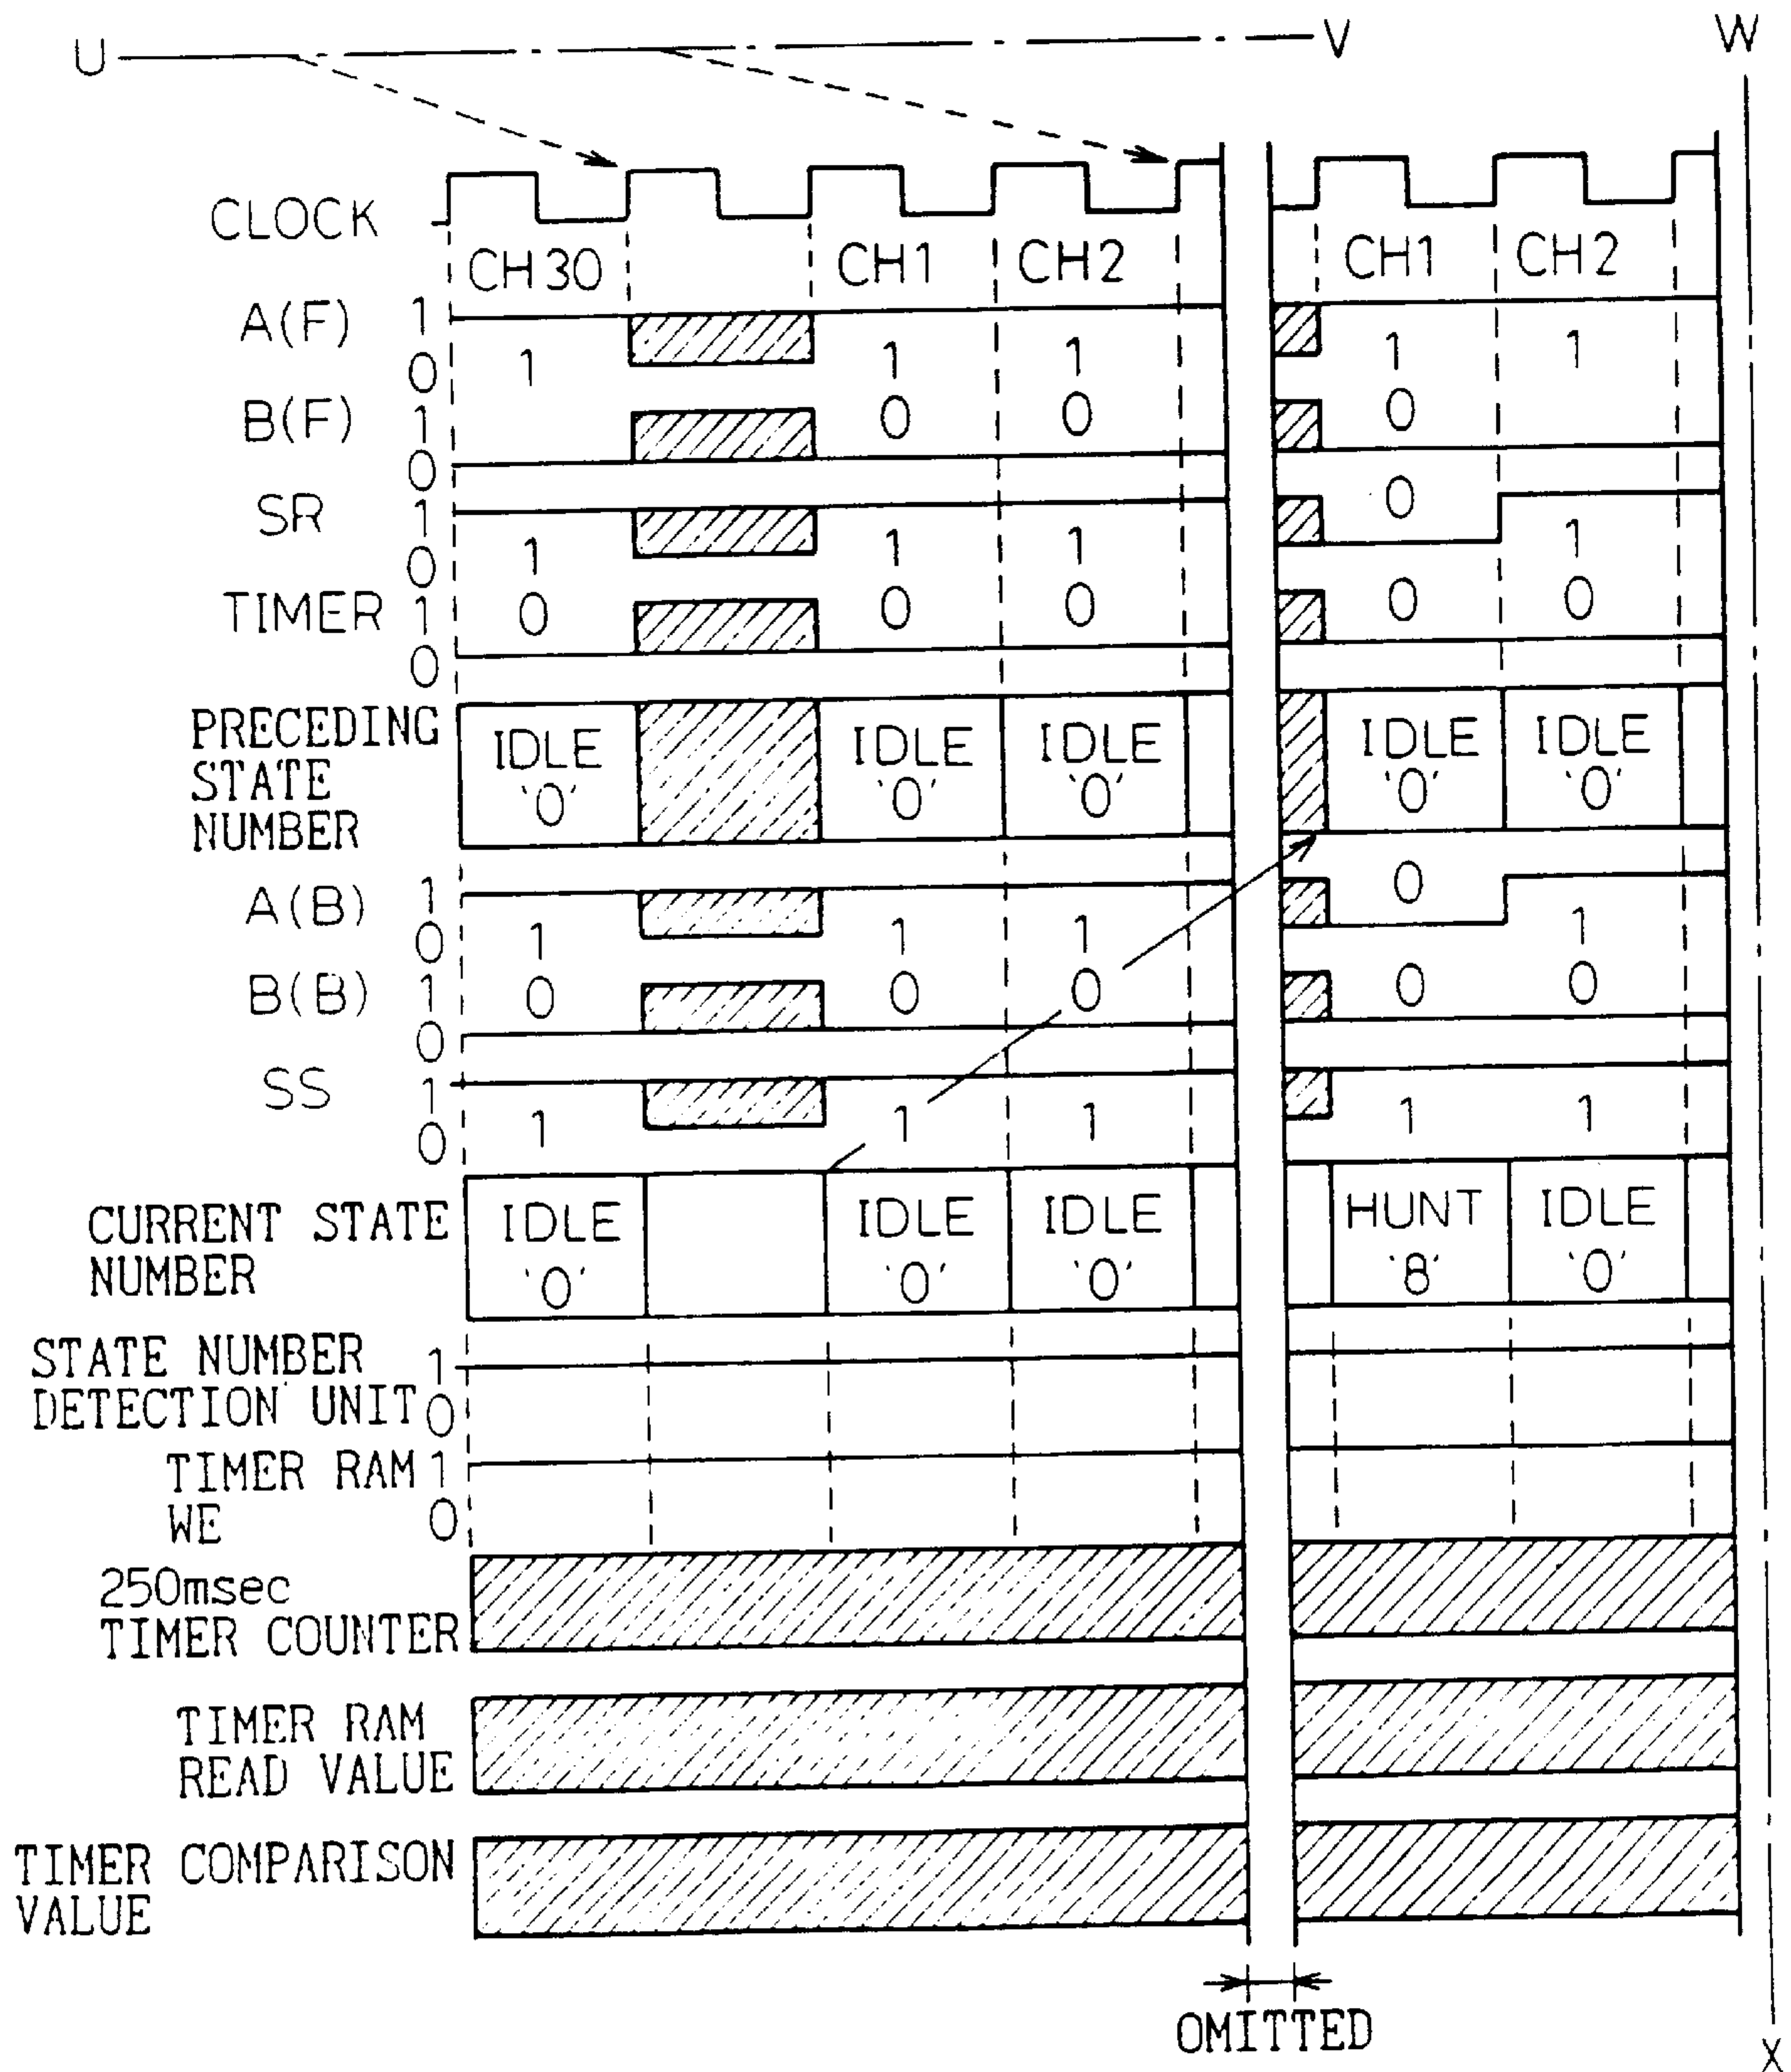 U V W
CLOCK
CH30 CH1 CH2 CH1 CH2
A(F) 1 0 1 1 1 1 1
B(F) 1 0 0 0 0
SR 1 0 1 1 1 0 1
TIMER 1 0 0 0 0 0 0
PRECEDING
STATE
NUMBER
IDLE IDLE IDLE IDLE IDLE
'0' '0' '0' '0' '0'
A(B) 1 0 1 1 1 0 1
B(B) 1 0 0 0 0 0 0
SS 1 0 1 1 1 1 1
CURRENT STATE
NUMBER
IDLE IDLE IDLE HUNT IDLE
'0' '0' '0' '8' '0'
STATE NUMBER 1
DETECTION UNIT 0
TIMER RAM 1
WE 0
250msec
TIMER COUNTER
TIMER RAM
READ VALUE
TIMER COMPARISON
VALUE
OMITTED
X